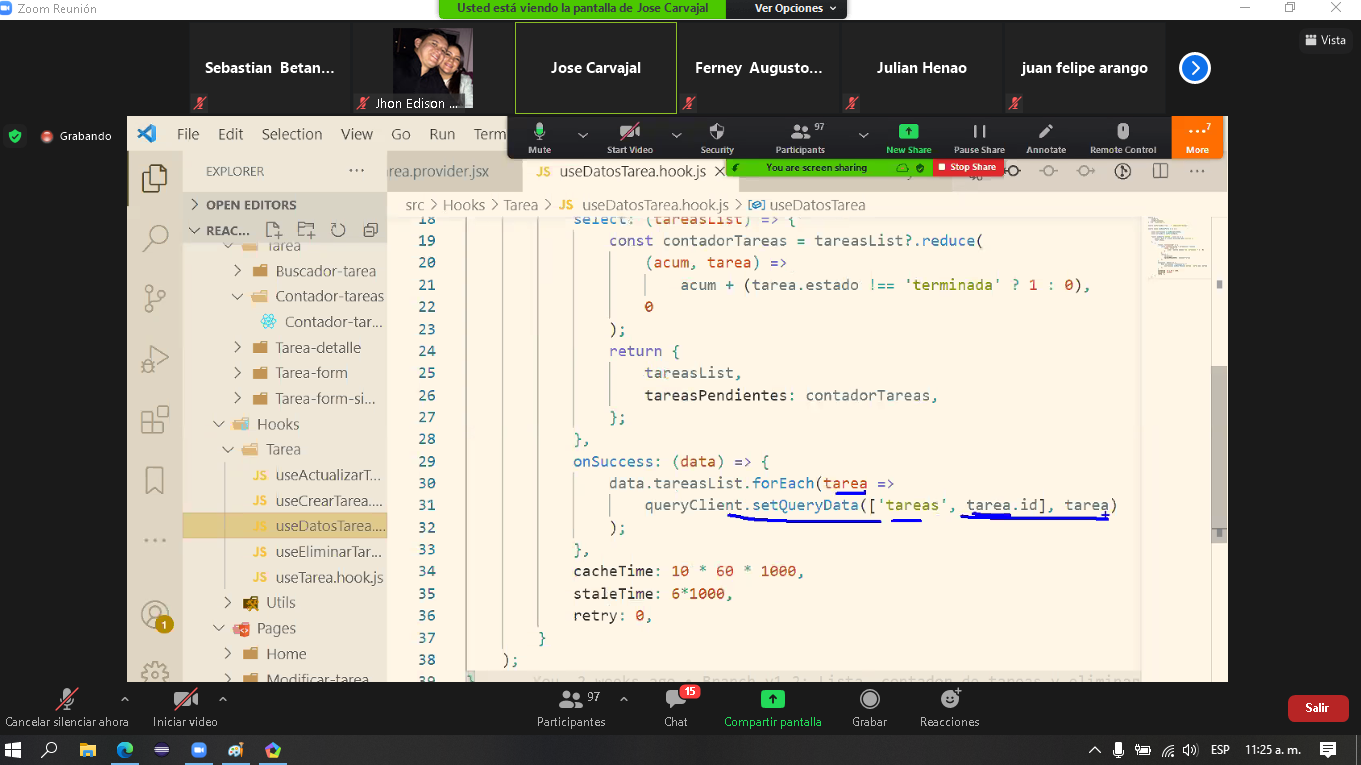 Zoom Reunión
Usted está viendo la pantalla de Jose Carvajal
Ver Opciones
Vista
Sebastian Betan...
Jhon Edison ...
Jose Carvajal
Ferney Augusto...
Julian Henao
juan felipe arango
Grabando
File Edit Selection View Go Run Term
Mute
Start Video
Security
Participants 97
New Share
Pause Share
Annotate
Remote Control
More 7
You are screen sharing
Stop Share
EXPLORER
area.provider.jsx
JS useDatosTarea.hook.js
OPEN EDITORS
src > Hooks > Tarea > JS useDatosTarea.hook.js > useDatosTarea
REAC...
Tarea
Buscador-tarea
Contador-tareas
Contador-tar...
Tarea-detalle
Tarea-form
Tarea-form-si...
Hooks
Tarea
JS useActualizarT...
JS useCrearTarea....
JS useDatosTarea....
JS useEliminarTar...
JS useTarea.hook.js
Utils
Pages
Home
Modificar-tarea
1
18 select: (tareasList) => {
19 const contadorTareas = tareasList?.reduce(
20 (acum, tarea) =>
21 acum + (tarea.estado !== 'terminada' ? 1 : 0),
22 0
23 );
24 return {
25 tareasList,
26 tareasPendientes: contadorTareas,
27 };
28 },
29 onSuccess: (data) => {
30 data.tareasList.forEach(tarea =>
31 queryClient.setQueryData(['tareas', tarea.id], tarea)
32 );
33 },
34 cacheTime: 10 * 60 * 1000,
35 staleTime: 6*1000,
36 retry: 0,
37 }
38 );
39 } You, 2 weeks ago • Branch v1.2: Lista, contador de tareas y eliminar
Cancelar silenciar ahora
Iniciar video
Participantes 97
Chat 15
Compartir pantalla
Grabar
Reacciones
Salir
ESP
11:25 a. m.